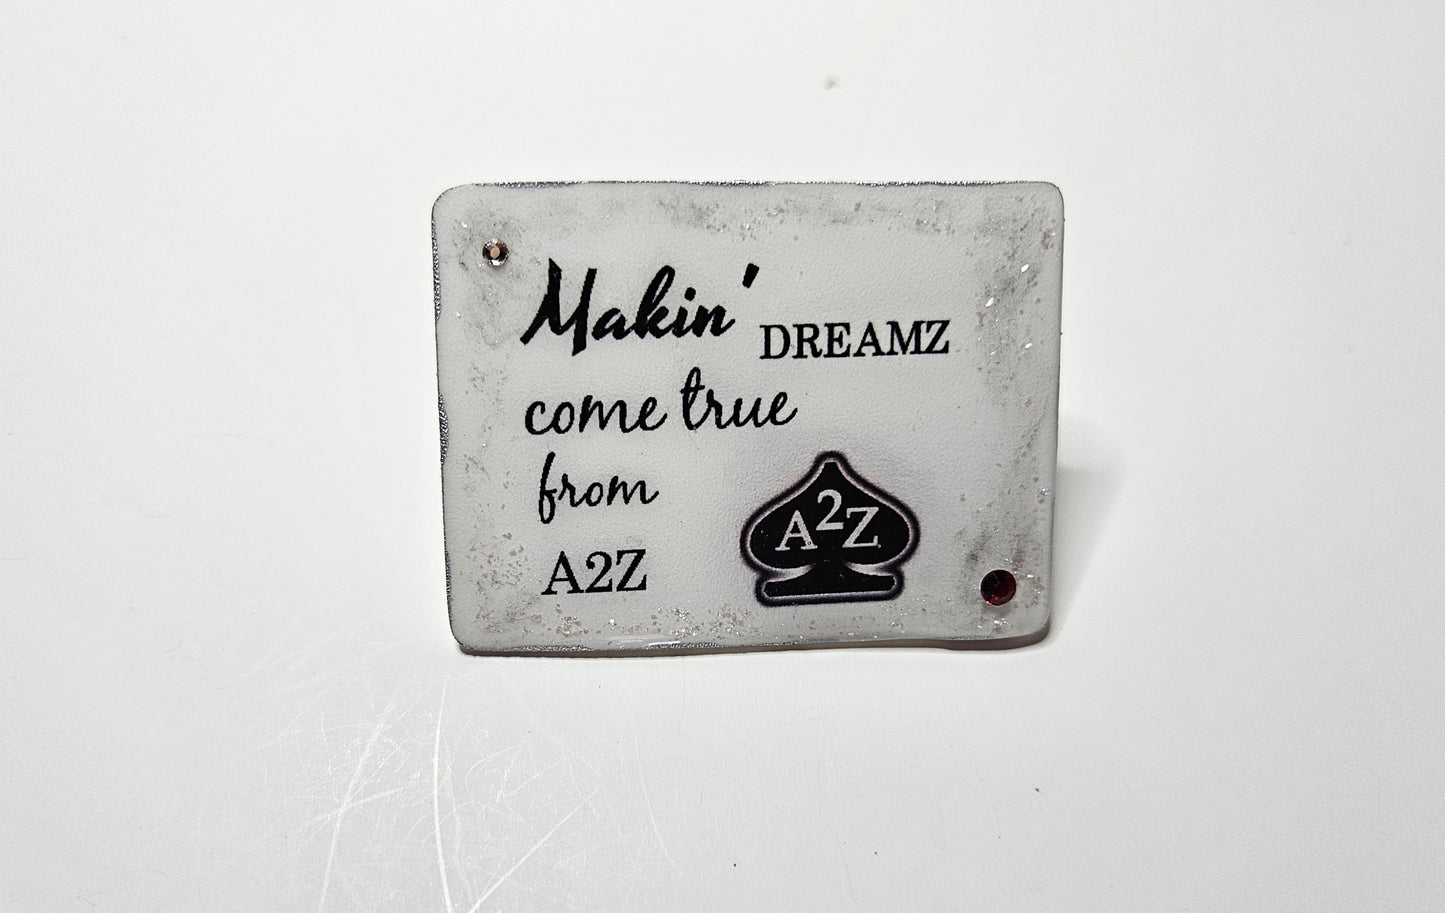 Makin' DREAMZ
come true
from
A2Z
A2Z